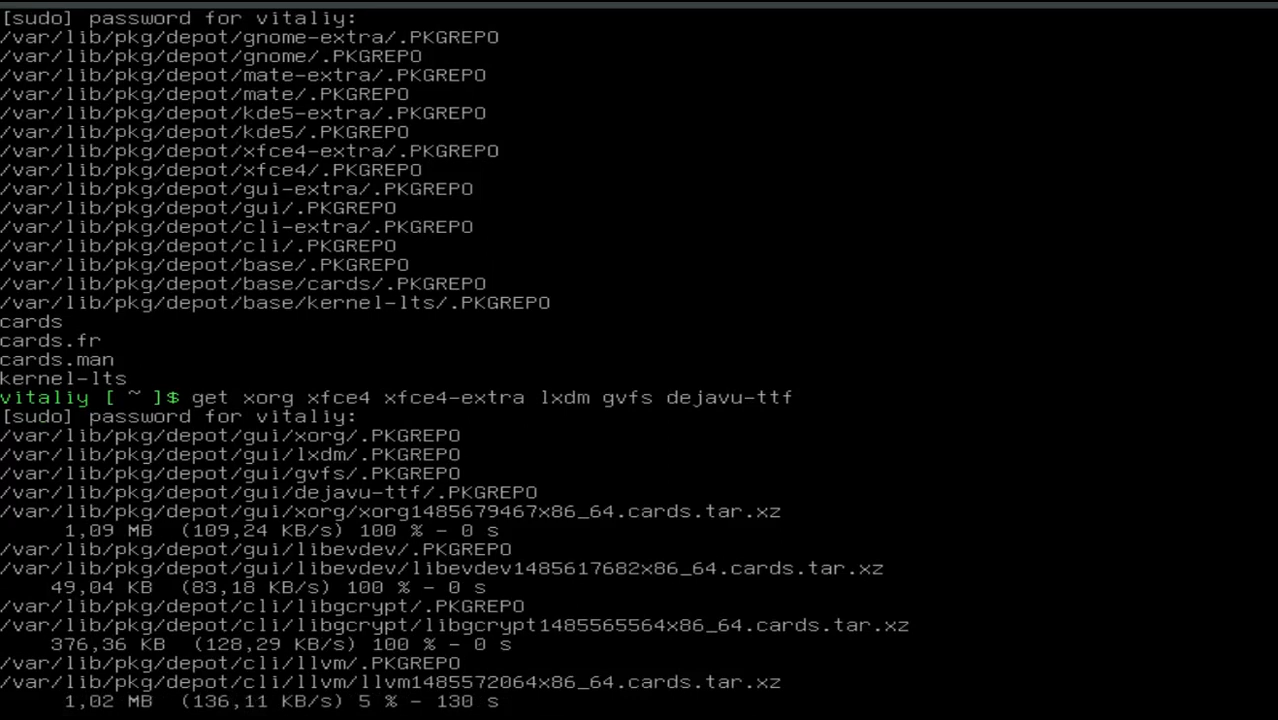 [sudo] password for vitaliy:
/var/lib/pkg/depot/gnome-extra/.PKGREPO
/var/lib/pkg/depot/gnome/.PKGREPO
/var/lib/pkg/depot/mate-extra/.PKGREPO
/var/lib/pkg/depot/mate/.PKGREPO
/var/lib/pkg/depot/kde5-extra/.PKGREPO
/var/lib/pkg/depot/kde5/.PKGREPO
/var/lib/pkg/depot/xfce4-extra/.PKGREPO
/var/lib/pkg/depot/xfce4/.PKGREPO
/var/lib/pkg/depot/gui-extra/.PKGREPO
/var/lib/pkg/depot/gui/.PKGREPO
/var/lib/pkg/depot/cli-extra/.PKGREPO
/var/lib/pkg/depot/cli/.PKGREPO
/var/lib/pkg/depot/base/.PKGREPO
/var/lib/pkg/depot/base/cards/.PKGREPO
/var/lib/pkg/depot/base/kernel-lts/.PKGREPO
cards
cards.fr
cards.man
kernel-lts
vitaliy [ ~ ]$ get xorg xfce4 xfce4-extra lxdm gvfs dejavu-ttf
[sudo] password for vitaliy:
/var/lib/pkg/depot/gui/xorg/.PKGREPO
/var/lib/pkg/depot/gui/lxdm/.PKGREPO
/var/lib/pkg/depot/gui/gvfs/.PKGREPO
/var/lib/pkg/depot/gui/dejavu-ttf/.PKGREPO
/var/lib/pkg/depot/gui/xorg/xorg1485679467x86_64.cards.tar.xz
1,09 MB (109,24 KB/s) 100 % - 0 s
/var/lib/pkg/depot/gui/libevdev/.PKGREPO
/var/lib/pkg/depot/gui/libevdev/libevdev1485617682x86_64.cards.tar.xz
49,04 KB (83,18 KB/s) 100 % - 0 s
/var/lib/pkg/depot/cli/libgcrypt/.PKGREPO
/var/lib/pkg/depot/cli/libgcrypt/libgcrypt1485565564x86_64.cards.tar.xz
376,36 KB (128,29 KB/s) 100 % - 0 s
/var/lib/pkg/depot/cli/llvm/.PKGREPO
/var/lib/pkg/depot/cli/llvm/llvm1485572064x86_64.cards.tar.xz
1,02 MB (136,11 KB/s) 5 % - 130 s